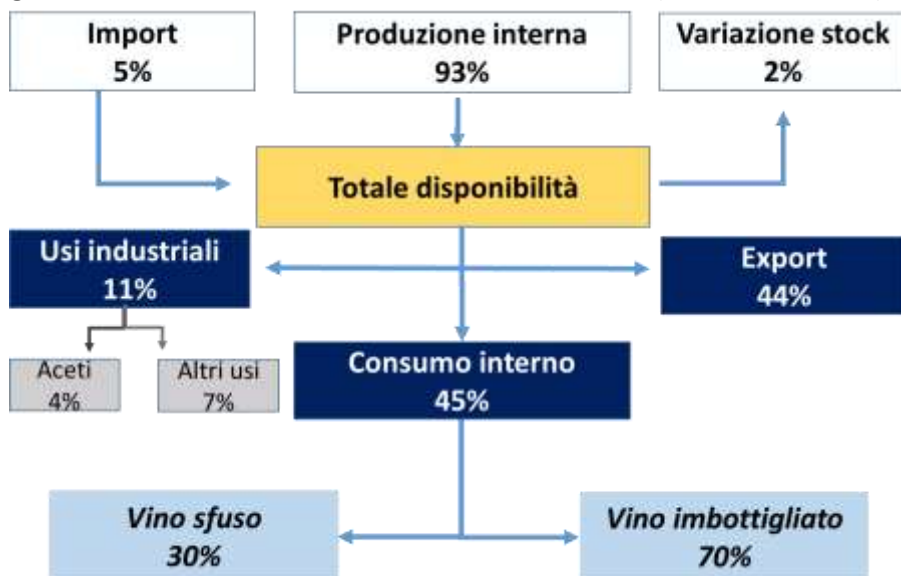 Import
5%
Produzione interna
93%
Variazione stock
2%
Totale disponibilità
Usi industriali
11%
Export
44%
Aceti
4%
Altri usi
7%
Consumo interno
45%
Vino sfuso
30%
Vino imbottigliato
70%